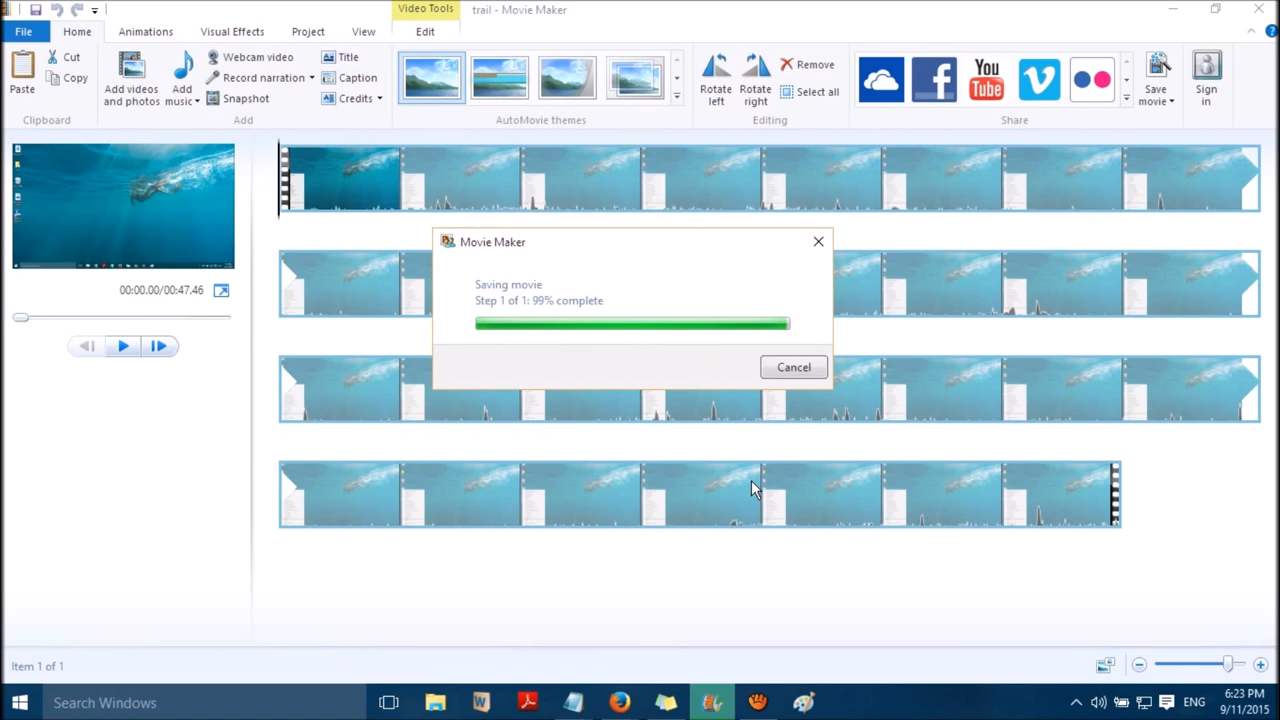 Video Tools
trail - Movie Maker
File
Home
Animations
Visual Effects
Project
View
Edit
Paste
Cut
Copy
Clipboard
Add videos
and photos
Add
music
Webcam video
Record narration
Snapshot
Title
Caption
Credits
Add
AutoMovie themes
Rotate
left
Rotate
right
Remove
Select all
Editing
You
Tube
Share
Save
movie
Sign
in
00:00.00/00:47.46
Movie Maker
Saving movie
Step 1 of 1: 99% complete
Cancel
Item 1 of 1
Search Windows
ENG
6:23 PM
9/11/2015